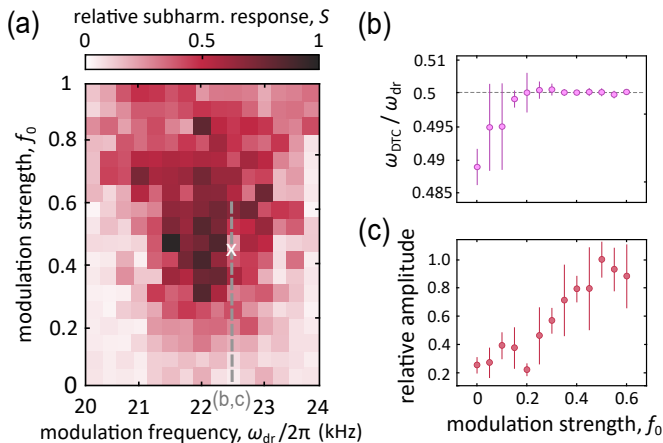 (a)
relative subharm. response, S
0 0.5 1
modulation strength, f₀
1
0.8
0.6
0.4
0.2
0
x
(b,c)
20 21 22 23 24
modulation frequency, ω_dr/2π (kHz)
(b)
ω_DTC / ω_dr
0.51
0.505
0.5
0.495
0.49
0.485
(c)
relative amplitude
1.0
0.8
0.6
0.4
0.2
0 0.2 0.4 0.6
modulation strength, f₀